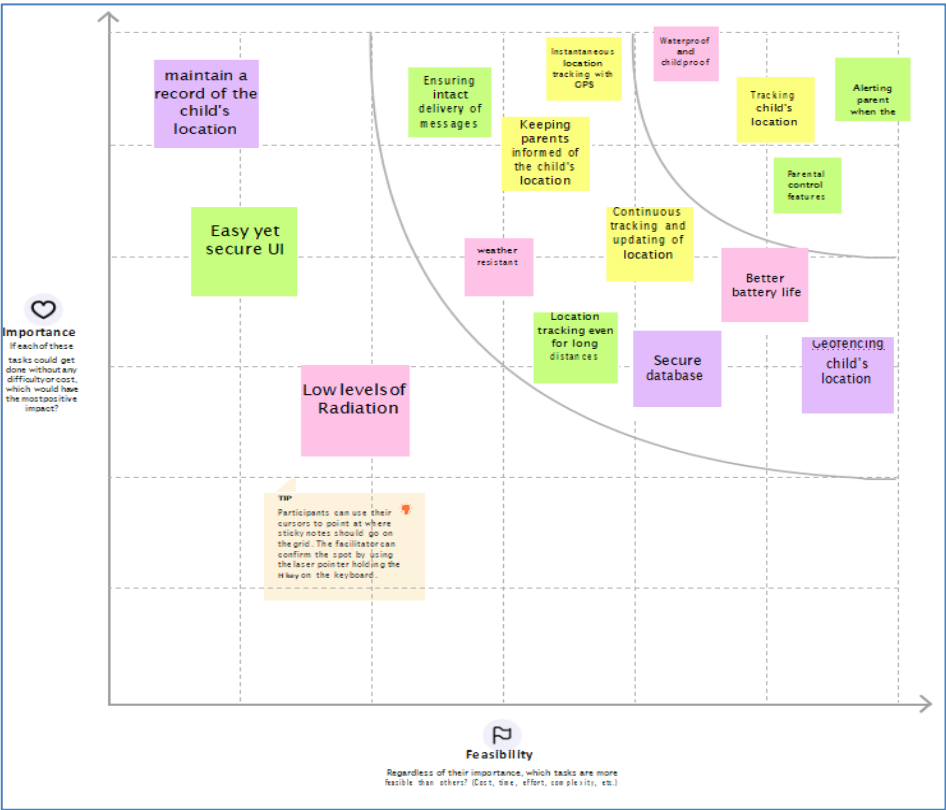 maintain a
record of the
child's
location
Ensuring
intact
delivery of
messages
Instantaneous
location
tracking with
GPS
Waterproof
and
childproof
Tracking
child's
location
Alerting
parent
when the
Keeping
parents
informed of
the child's
location
Parental
control
features
Easy yet
secure UI
weather
resistant
Continuous
tracking and
updating of
location
Better
battery life
Location
tracking even
for long
distances
Secure
database
Geofencing
child's
location
Low levels of
Radiation
Importance
If each of these
tasks could get
done without any
difficulty or cost,
which would have
the most positive
impact?
TIP
Participants can use their
cursors to point at where
sticky notes should go on
the grid. The facilitator can
confirm the spot by using
the laser pointer holding the
H key on the keyboard.
Feasibility
Regardless of their importance, which tasks are more
feasible than others? (Cost, time, effort, complexity, etc.)